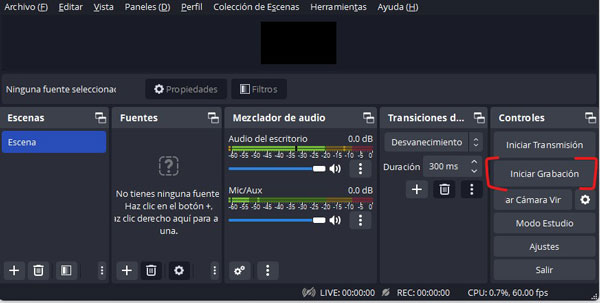 Archivo (F) Editar Vista Paneles (D) Perfil Colección de Escenas Herramientas Ayuda (H)
Ninguna fuente seleccionac Propiedades Filtros
Escenas
Escena
Fuentes
No tienes ninguna fuente
Haz clic en el botón +,
az clic derecho aquí para a
una.
Mezclador de audio
Audio del escritorio 0.0 dB
-60 -55 -50 -45 -40 -35 -30 -25 -20 -15 -10 -5 0
Mic/Aux 0.0 dB
-60 -55 -50 -45 -40 -35 -30 -25 -20 -15 -10 -5 0
Transiciones d...
Desvanecimiento
Duración 300 ms
Controles
Iniciar Transmisión
Iniciar Grabación
ar Cámara Vir
Modo Estudio
Ajustes
Salir
LIVE: 00:00:00 REC: 00:00:00 CPU: 0.7%, 60.00 fps